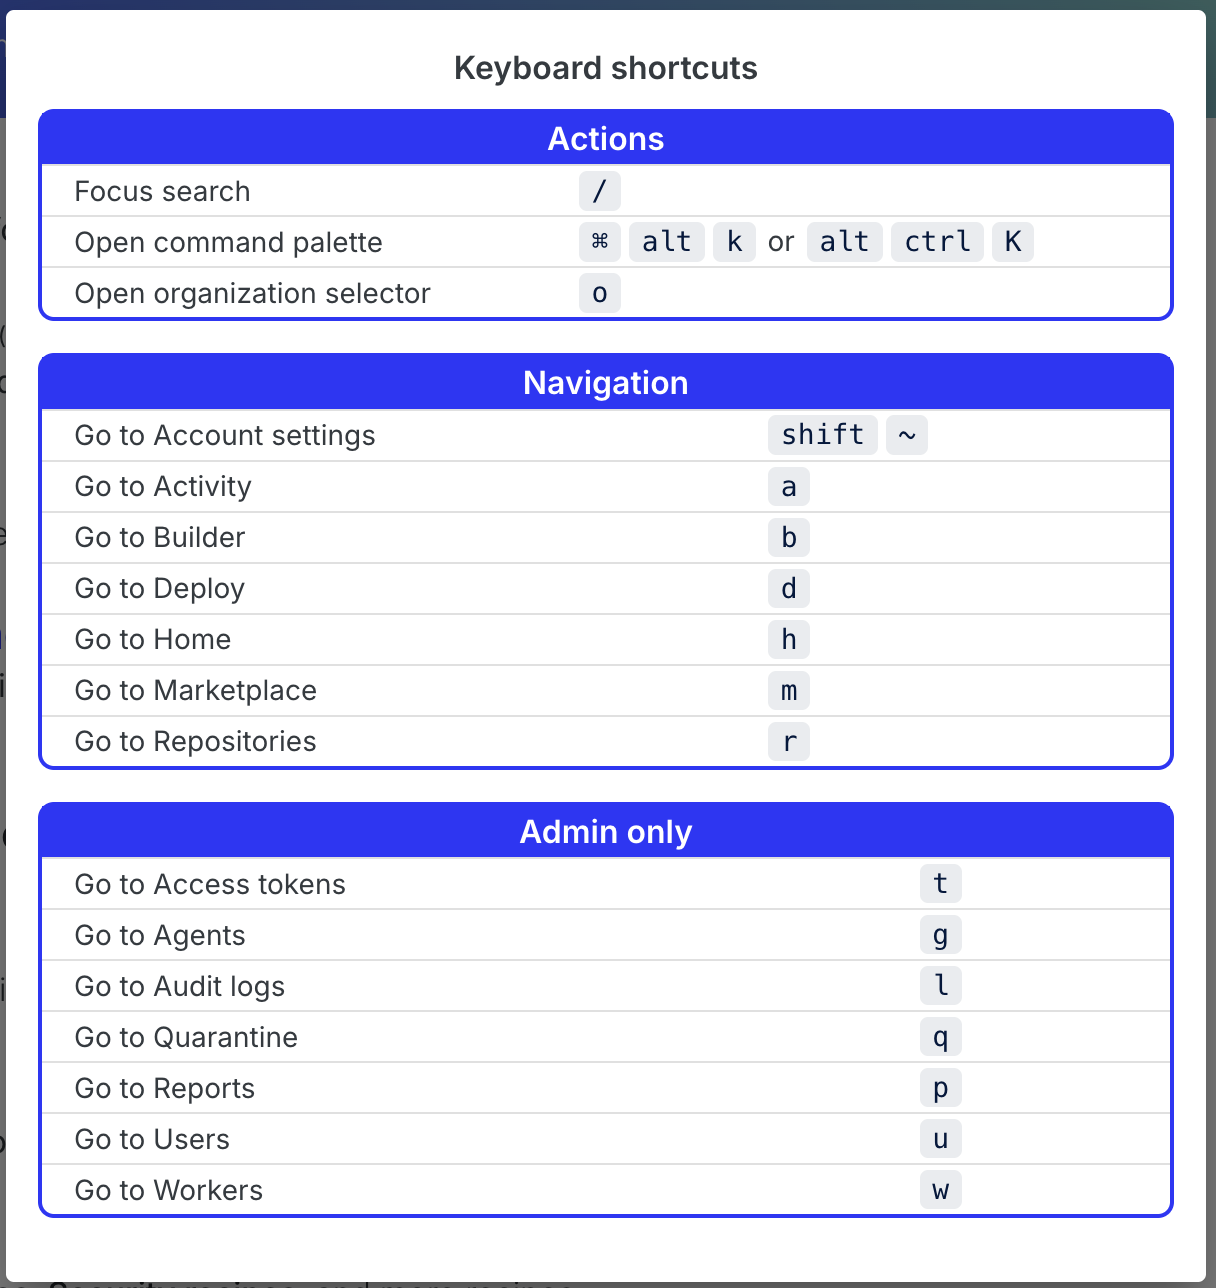 Keyboard shortcuts
Actions
Focus search /
Open command palette ⌘ alt k or alt ctrl K
Open organization selector o
Navigation
Go to Account settings shift ~
Go to Activity a
Go to Builder b
Go to Deploy d
Go to Home h
Go to Marketplace m
Go to Repositories r
Admin only
Go to Access tokens t
Go to Agents g
Go to Audit logs l
Go to Quarantine q
Go to Reports p
Go to Users u
Go to Workers w